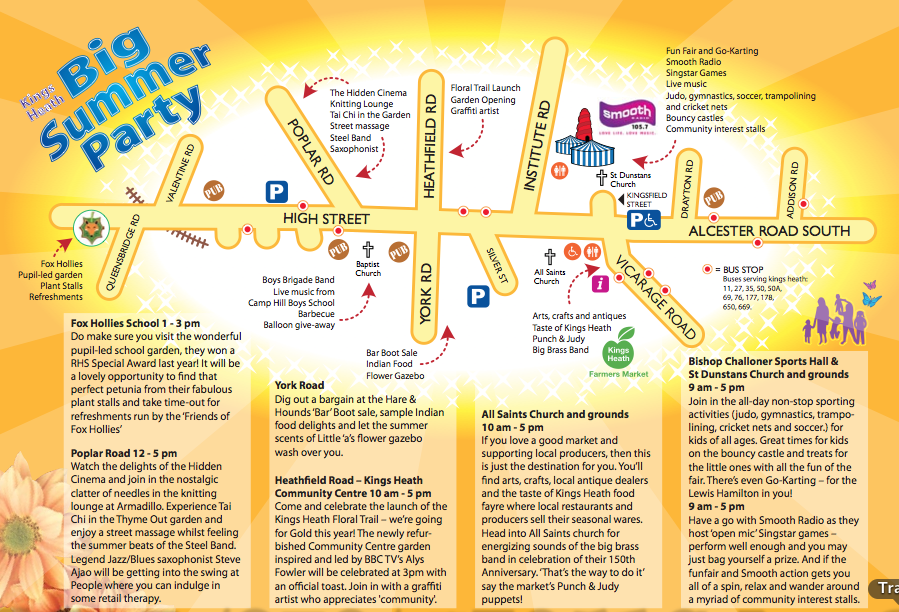 Kings
Heath
Big
Summer
Party
Fun Fair and Go-Karting
Smooth Radio
Singstar Games
Live music
Judo, gymnastics, soccer, trampolining
and cricket nets
Bouncy castles
Community interest stalls
The Hidden Cinema
Knitting Lounge
Tai Chi in the Garden
Street massage
Steel Band
Saxophonist
Floral Trail Launch
Garden Opening
Graffiti artist
smooth
RADIO
105.7
LOVE LIFE. LOVE MUSIC.
VALENTINE RD
POPLAR RD
HEATHFIELD RD
INSTITUTE RD
DRAYTON RD
ADDISON RD
PUB
P
St Dunstans
Church
KINGSFIELD
STREET
P
PUB
HIGH STREET
ALCESTER ROAD SOUTH
QUEENSBRIDGE RD
Fox Hollies
Pupil-led garden
Plant Stalls
Refreshments
PUB
Baptist
Church
PUB
YORK RD
SILVER ST
P
All Saints
Church
i
VICARAGE ROAD
= BUS STOP
Buses serving kings heath:
11, 27, 35, 50, 50A,
69, 76, 177, 178,
650, 669.
Boys Brigade Band
Live music from
Camp Hill Boys School
Barbecue
Balloon give-away
Bar Boot Sale
Indian Food
Flower Gazebo
Arts, crafts and antiques
Taste of Kings Heath
Punch & Judy
Big Brass Band
Kings
Heath
Farmers Market
Fox Hollies School 1 - 3 pm
Do make sure you visit the wonderful
pupil-led school garden, they won a
RHS Special Award last year! It will be
a lovely opportunity to find that
perfect petunia from their fabulous
plant stalls and take time-out for
refreshments run by the 'Friends of
Fox Hollies'
Poplar Road 12 - 5 pm
Watch the delights of the Hidden
Cinema and join in the nostalgic
clatter of needles in the knitting
lounge at Armadillo. Experience Tai
Chi in the Thyme Out garden and
enjoy a street massage whilst feeling
the summer beats of the Steel Band.
Legend Jazz/Blues saxophonist Steve
Ajao will be getting into the swing at
People where you can indulge in
some retail therapy.
York Road
Dig out a bargain at the Hare &
Hounds 'Bar' Boot sale, sample Indian
food delights and let the summer
scents of Little 'a's flower gazebo
wash over you.
Heathfield Road – Kings Heath
Community Centre 10 am - 5 pm
Come and celebrate the launch of the
Kings Heath Floral Trail – we're going
for Gold this year! The newly refur-
bished Community Centre garden
inspired and led by BBC TV's Alys
Fowler will be celebrated at 3pm with
an official toast. Join in with a graffiti
artist who appreciates 'community'.
All Saints Church and grounds
10 am - 5 pm
If you love a good market and
supporting local producers, then this
is just the destination for you. You'll
find arts, crafts, local antique dealers
and the taste of Kings Heath food
fayre where local restaurants and
producers sell their seasonal wares.
Head into All Saints church for
energizing sounds of the big brass
band in celebration of their 150th
Anniversary. 'That's the way to do it'
say the market's Punch & Judy
puppets!
Bishop Challoner Sports Hall &
St Dunstans Church and grounds
9 am - 5 pm
Join in the all-day non-stop sporting
activities (judo, gymnastics, trampo-
lining, cricket nets and soccer.) for
kids of all ages. Great times for kids
on the bouncy castle and treats for
the little ones with all the fun of the
fair. There's even Go-Karting – for the
Lewis Hamilton in you!
9 am - 5 pm
Have a go with Smooth Radio as they
host 'open mic' Singstar games –
perform well enough and you may
just bag yourself a prize. And if the
funfair and Smooth action gets you
all of a spin, relax and wander around
a myriad of community interest stalls.
Tra